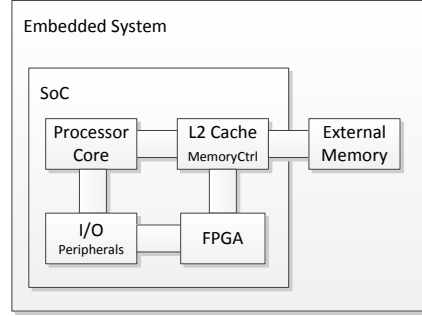 Embedded System
SoC
Processor
Core
L2 Cache
MemoryCtrl
External
Memory
I/O
Peripherals
FPGA